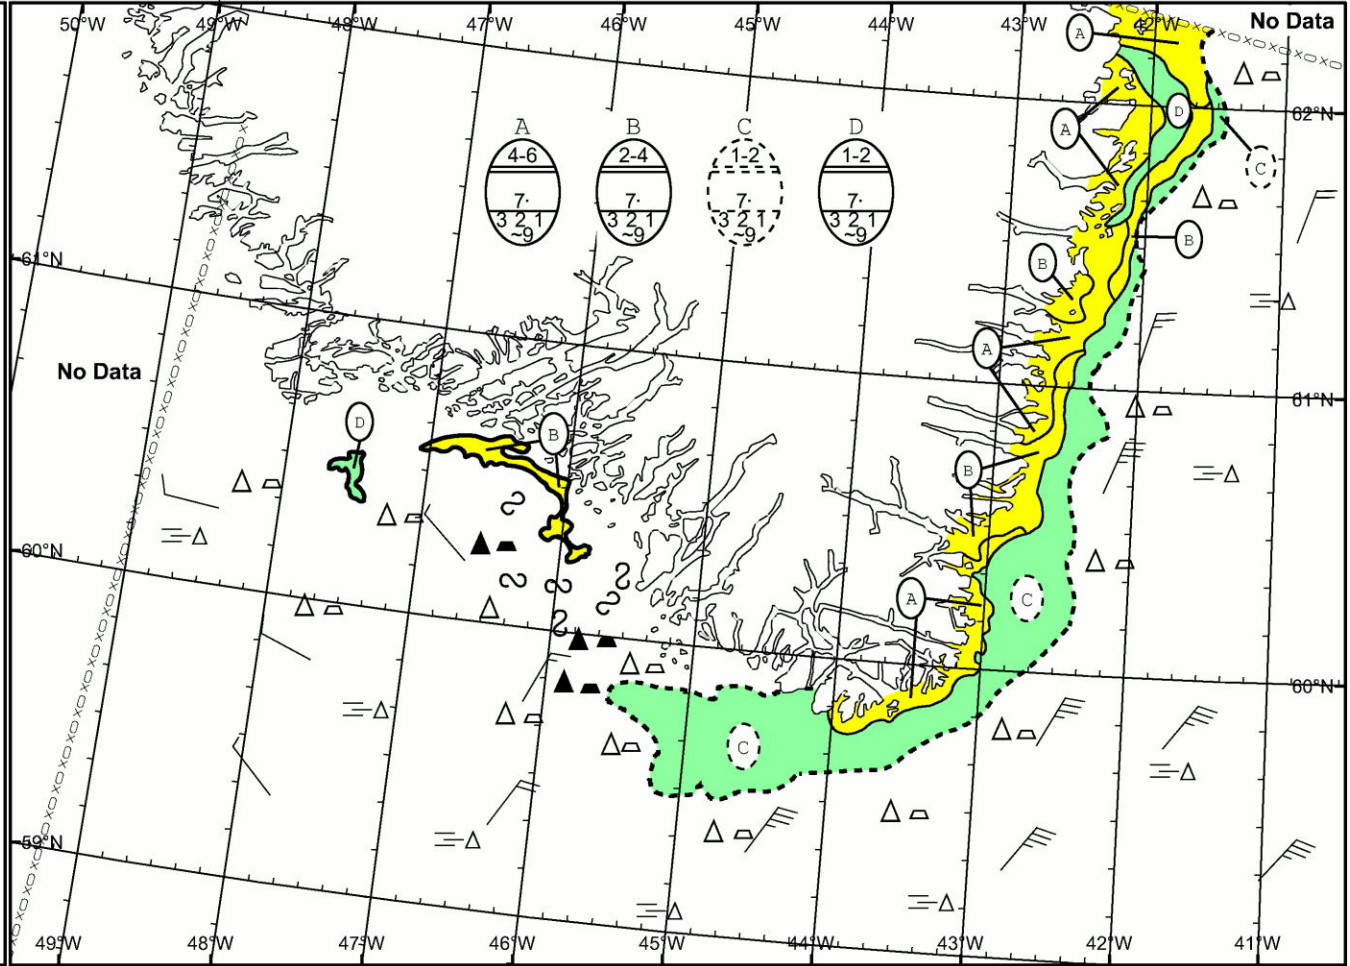 50°W 49°W 48°W 47°W 46°W 45°W 44°W 43°W 42°W No Data
A
62°N
D
A
A B C D
4-6 2-4 1-2 1-2
7· 7· 7· 7·
3 2 1 3 2 1 3 2 1 3 2 1
~9 ~9 ~9 ~9
C
B
61°N
B
A
No Data
61°N
D B
B
60°N
A C
60°N
C
59°N
49°W 48°W 47°W 46°W 45°W 44°W 43°W 42°W 41°W